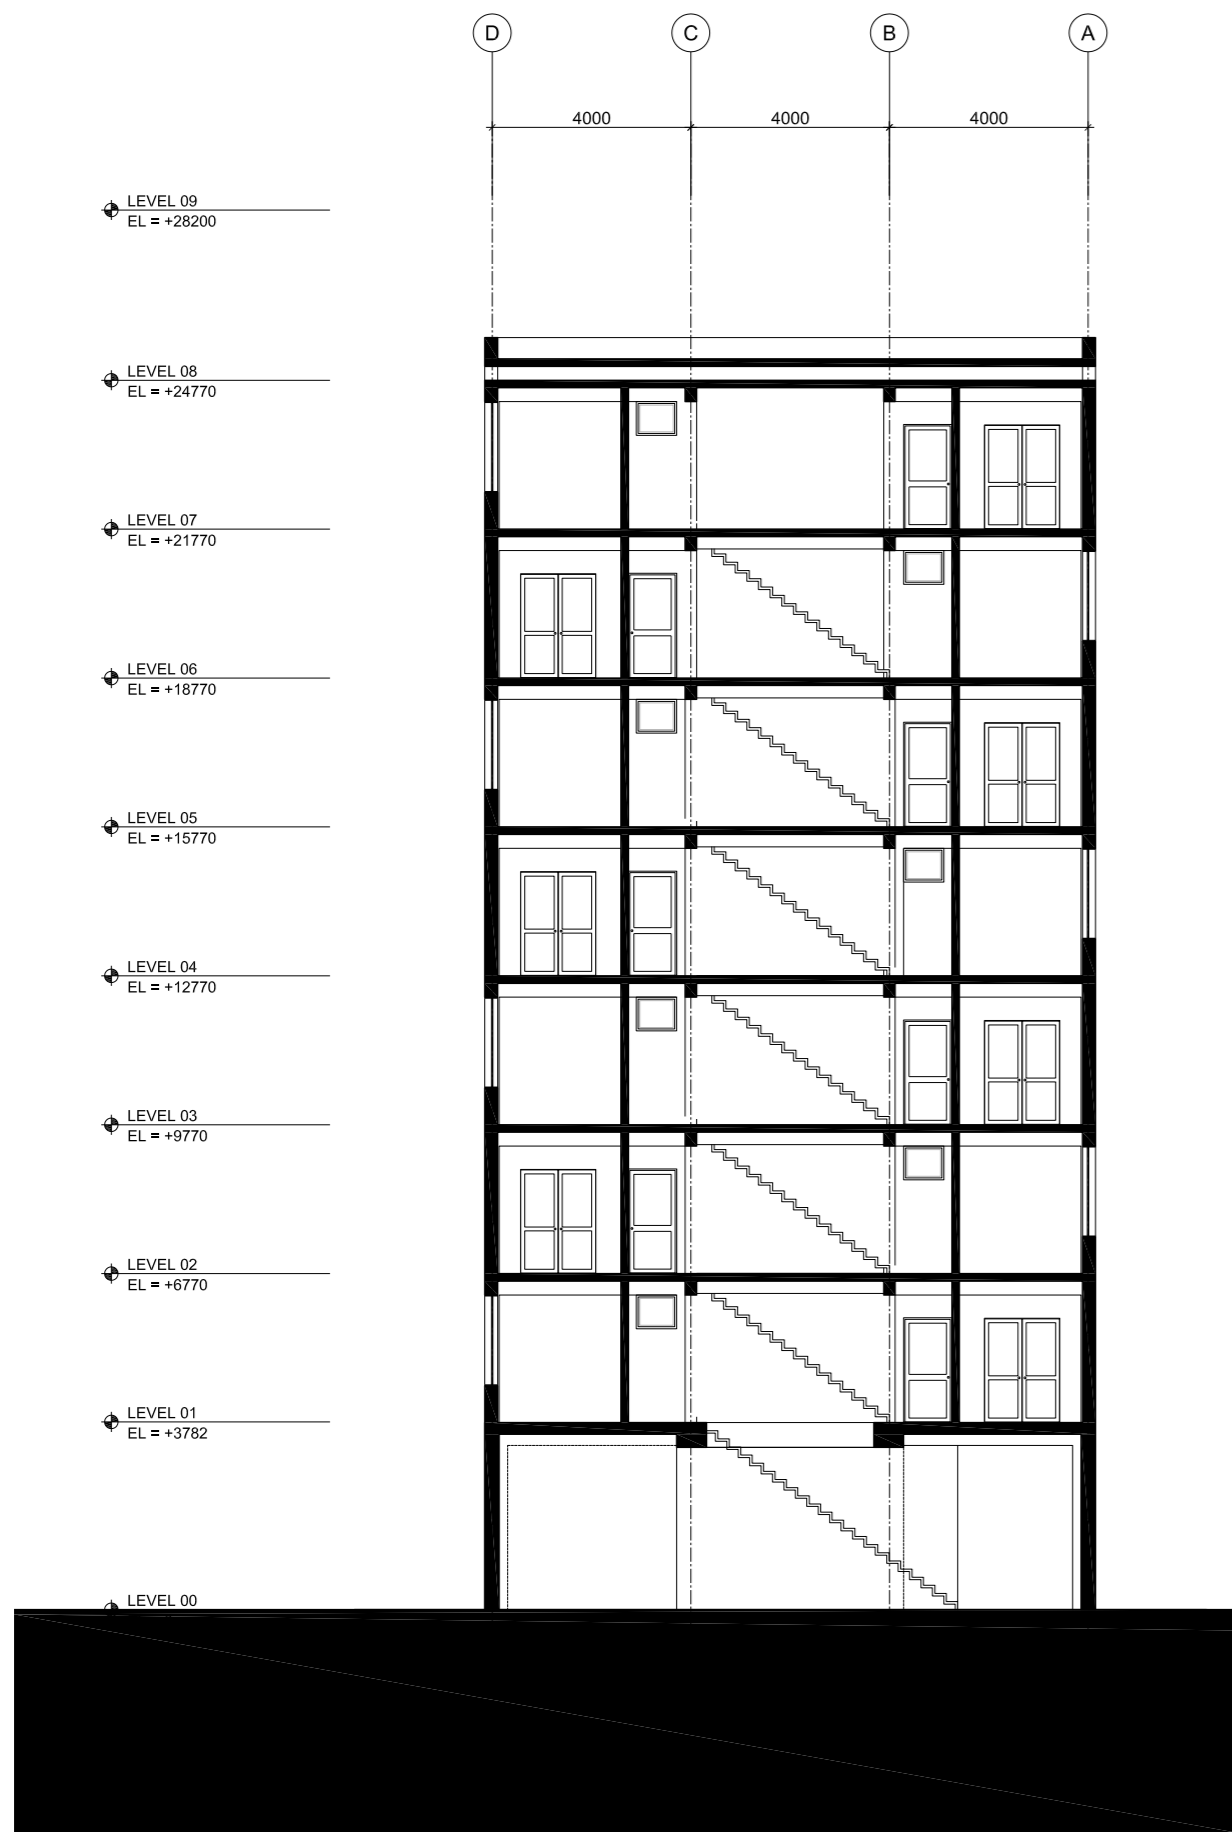 D C B A
4000 4000 4000
LEVEL 09
EL = +28200
LEVEL 08
EL = +24770
LEVEL 07
EL = +21770
LEVEL 06
EL = +18770
LEVEL 05
EL = +15770
LEVEL 04
EL = +12770
LEVEL 03
EL = +9770
LEVEL 02
EL = +6770
LEVEL 01
EL = +3782
LEVEL 00